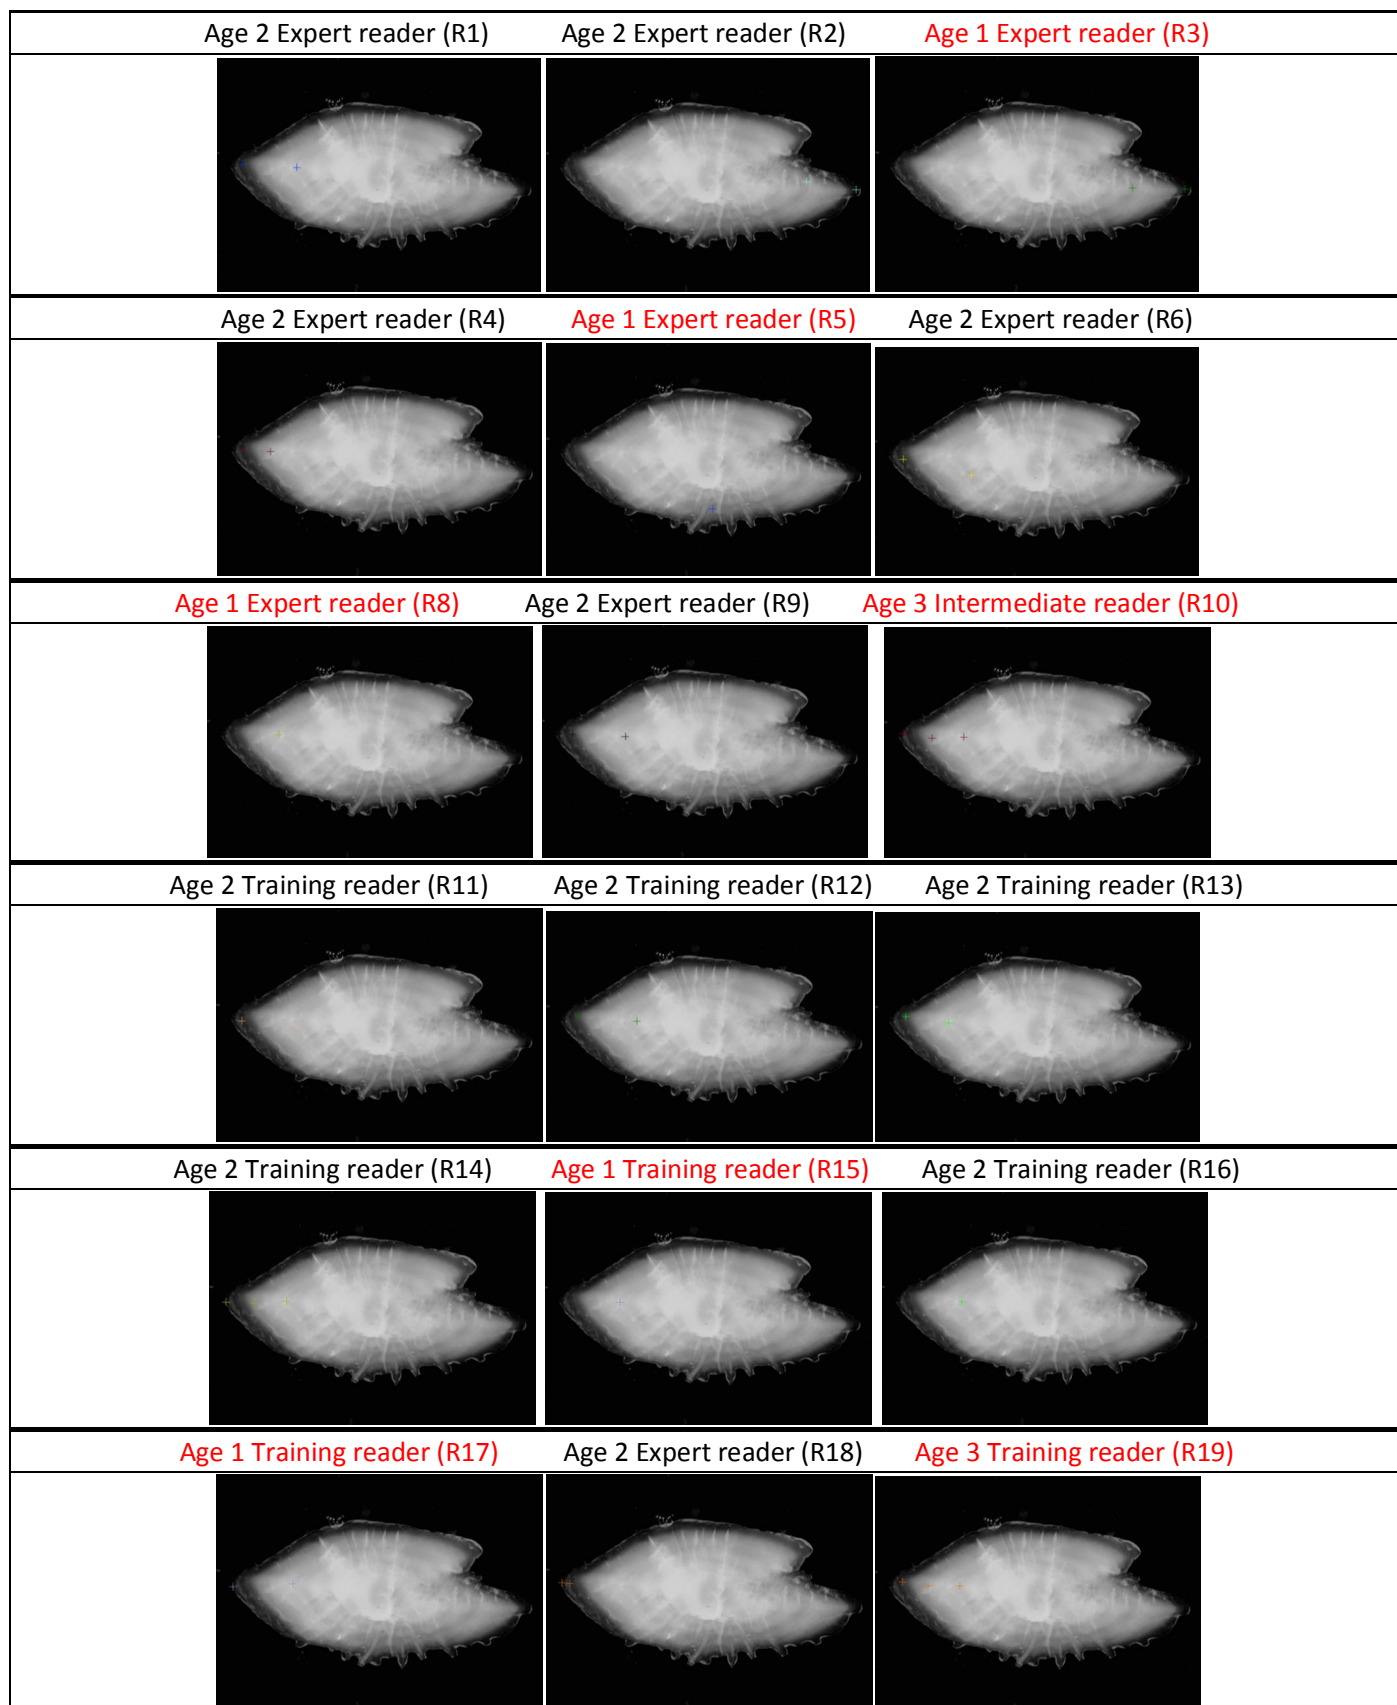 Age 2 Expert reader (R1) Age 2 Expert reader (R2) Age 1 Expert reader (R3)
Age 2 Expert reader (R4) Age 1 Expert reader (R5) Age 2 Expert reader (R6)
Age 1 Expert reader (R8) Age 2 Expert reader (R9) Age 3 Intermediate reader (R10)
Age 2 Training reader (R11) Age 2 Training reader (R12) Age 2 Training reader (R13)
Age 2 Training reader (R14) Age 1 Training reader (R15) Age 2 Training reader (R16)
Age 1 Training reader (R17) Age 2 Expert reader (R18) Age 3 Training reader (R19)